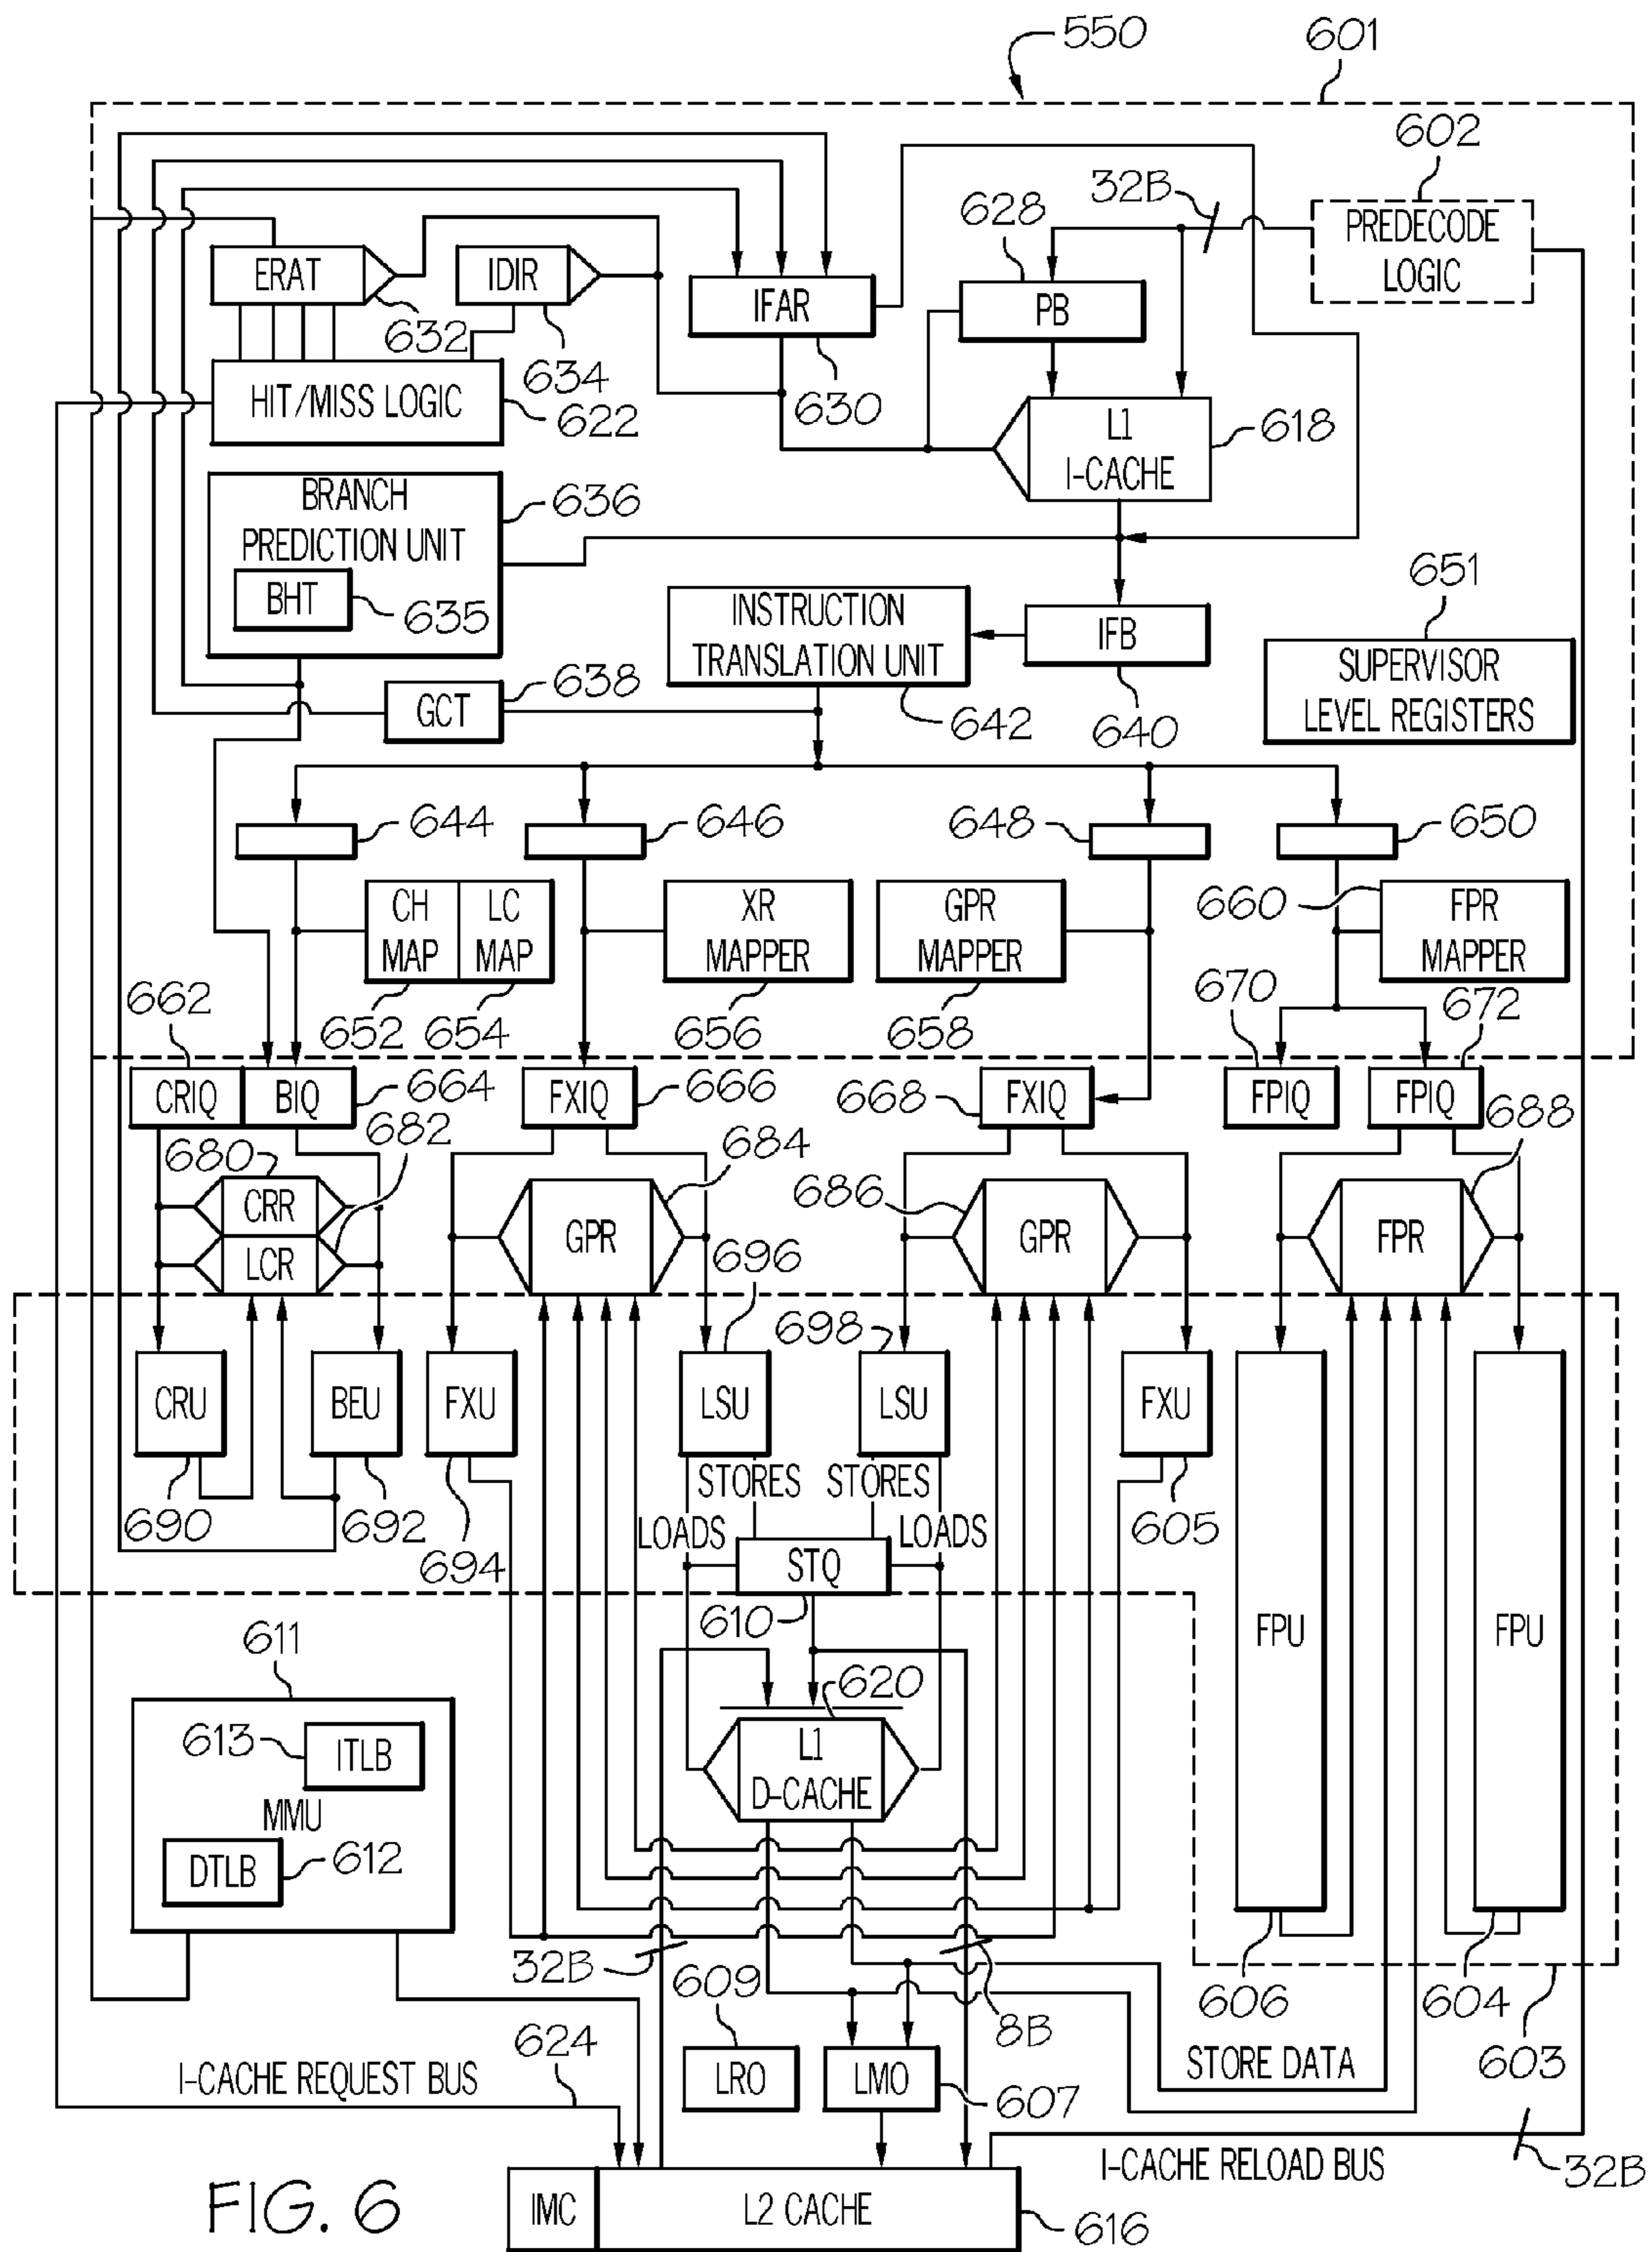 550
601
602
32B
628
PREDECODE
LOGIC
ERAT
IDIR
IFAR
PB
632
634
630
HIT/MISS LOGIC
622
L1
I-CACHE
618
BRANCH
PREDICTION UNIT
636
BHT
635
INSTRUCTION
TRANSLATION UNIT
IFB
651
SUPERVISOR
LEVEL REGISTERS
GCT
638
642
640
644
646
648
650
CH
MAP
LC
MAP
XR
MAPPER
GPR
MAPPER
660
FPR
MAPPER
662
652
654
656
658
670
672
CRIQ
BIQ
664
FXIQ
666
668
FXIQ
FPIQ
FPIQ
688
680
682
684
686
CRR
LCR
GPR
GPR
FPR
696
698
CRU
BEU
FXU
LSU
LSU
FXU
STORES
STORES
690
692
694
LOADS
LOADS
605
STQ
610
FPU
FPU
611
620
613
ITLB
L1
D-CACHE
MMU
DTLB
612
32B
609
8B
606
604
624
I-CACHE REQUEST BUS
LRO
LMO
607
STORE DATA
603
I-CACHE RELOAD BUS
32B
FIG. 6
IMC
L2 CACHE
616